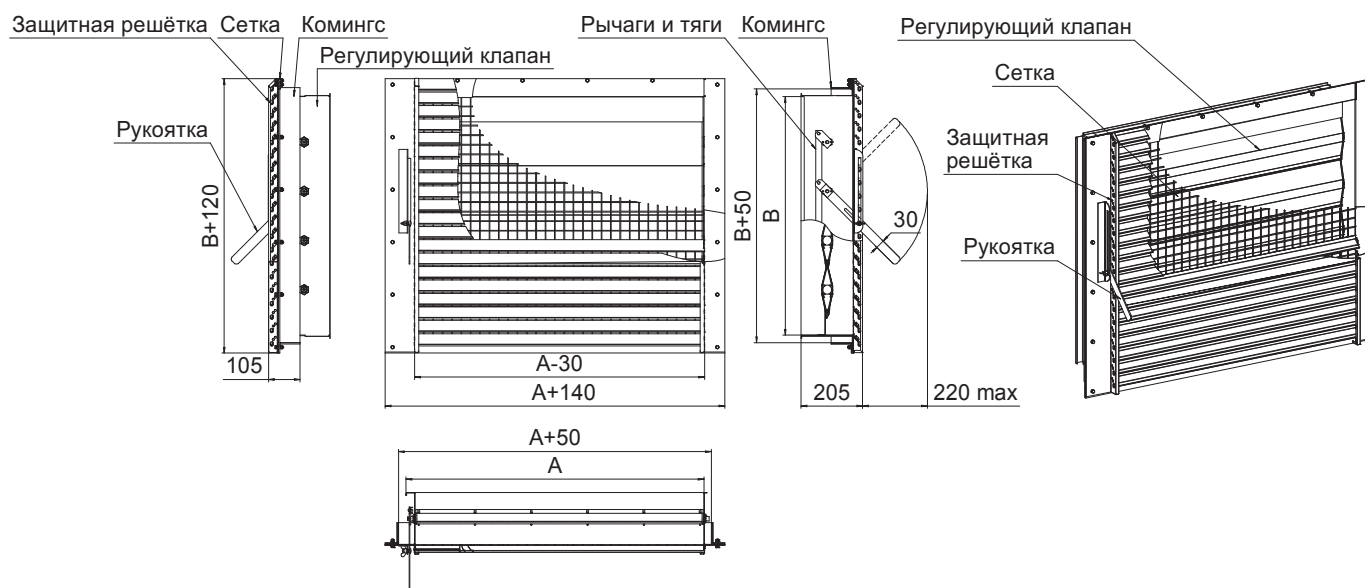 Защитная решётка
Сетка
Комингс
Регулирующий клапан
Рукоятка
B+120
105
A-30
A+140
Рычаги и тяги
Комингс
B+50
B
30
205
220 max
Регулирующий клапан
Сетка
Защитная
решётка
Рукоятка
A+50
A